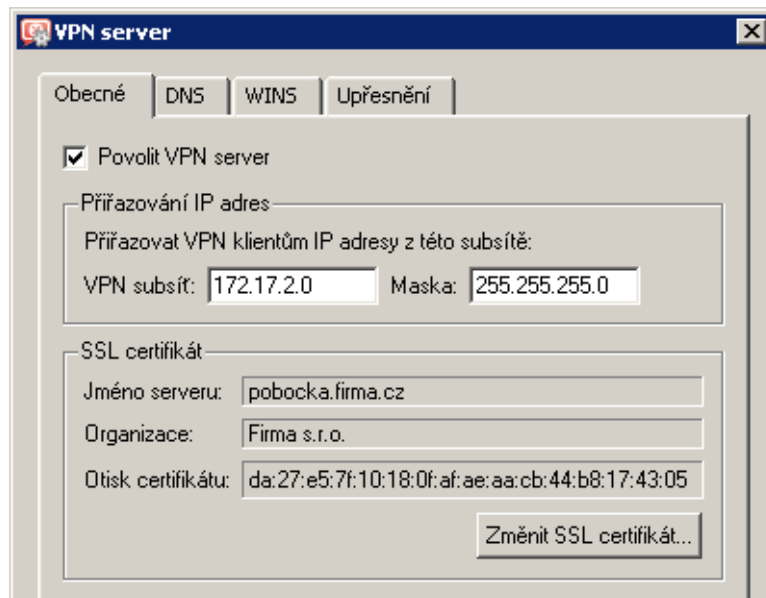 VPN server
Obecné DNS WINS Upřesnění
Povolit VPN server
Přiřazování IP adres
Přiřazovat VPN klientům IP adresy z této subsítě:
VPN subsíť: 172.17.2.0 Maska: 255.255.255.0
SSL certifikát
Jméno serveru: pobocka.firma.cz
Organizace: Firma s.r.o.
Otisk certifikátu: da:27:e5:7f:10:18:0f:af:ae:aa:cb:44:b8:17:43:05
Změnit SSL certifikát...